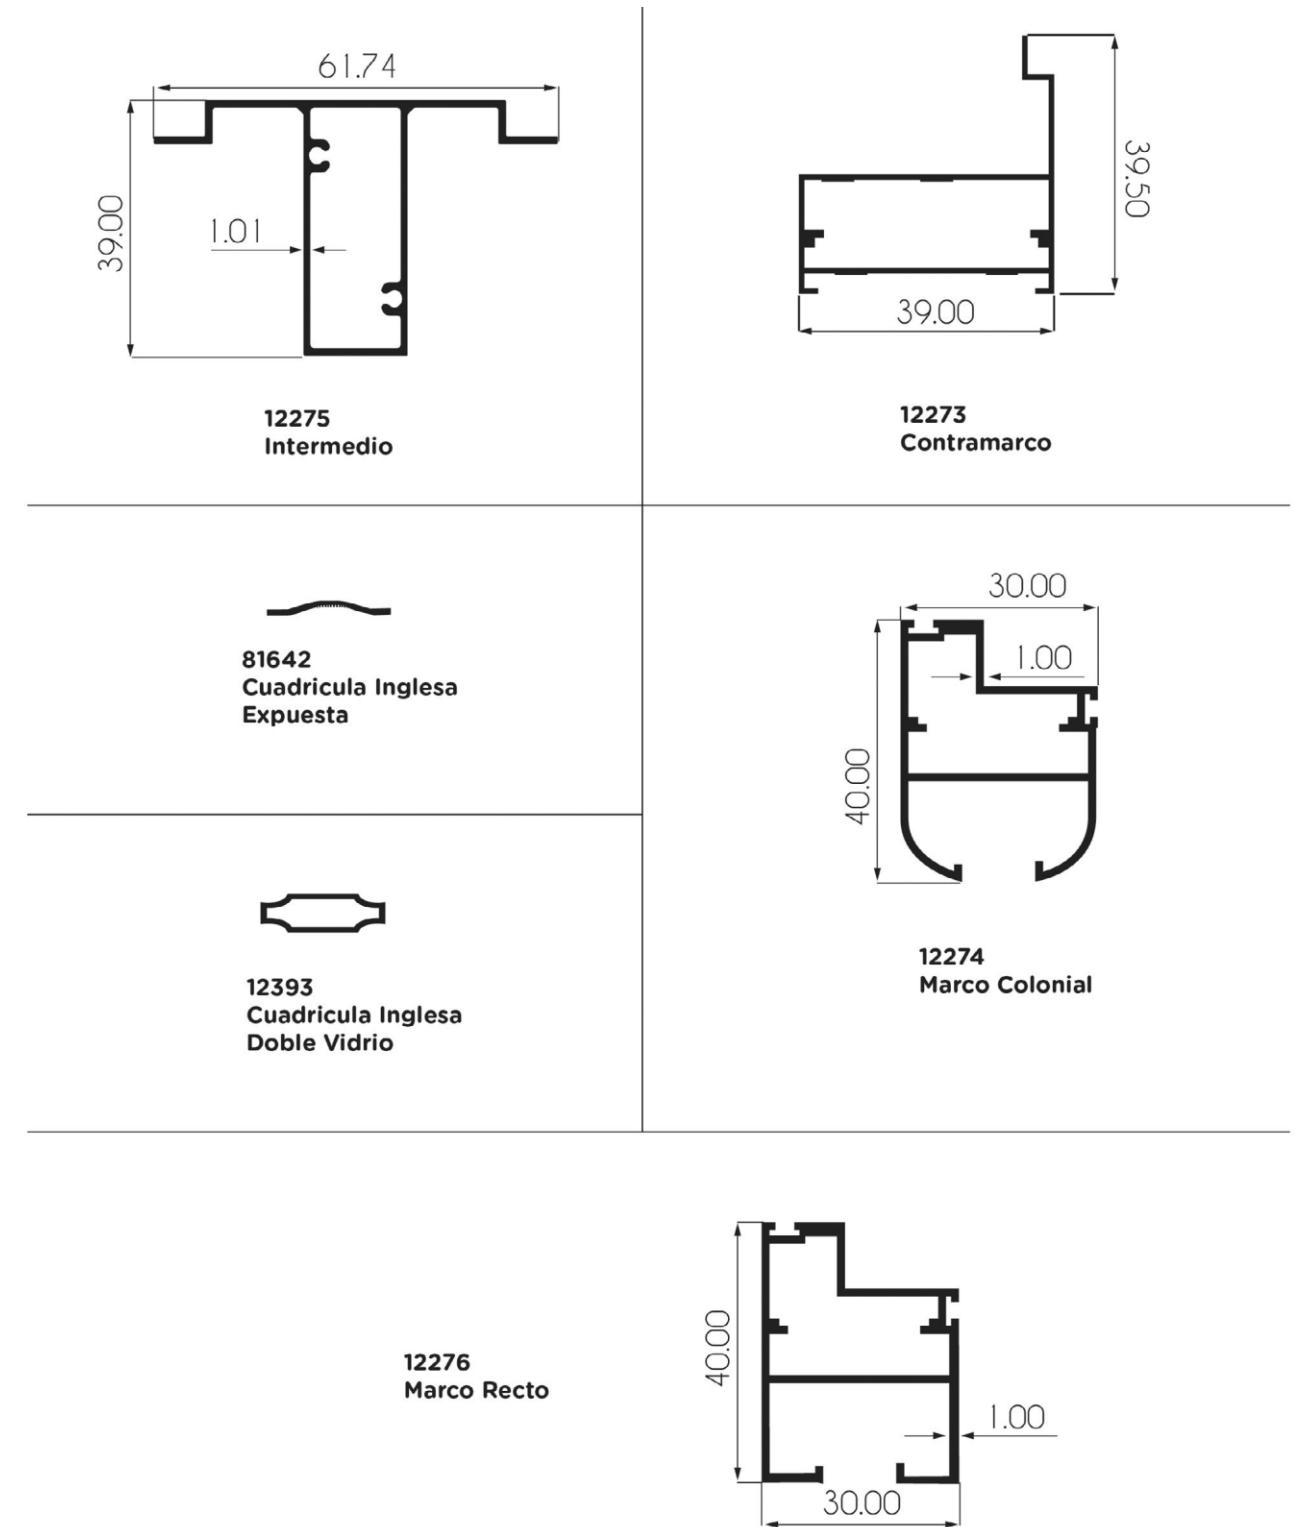 61.74
39.00
1.01
12275
Intermedio
39.50
39.00
12273
Contramarco
81642
Cuadricula Inglesa
Expuesta
30.00
1.00
40.00
12274
Marco Colonial
12393
Cuadricula Inglesa
Doble Vidrio
12276
Marco Recto
40.00
1.00
30.00